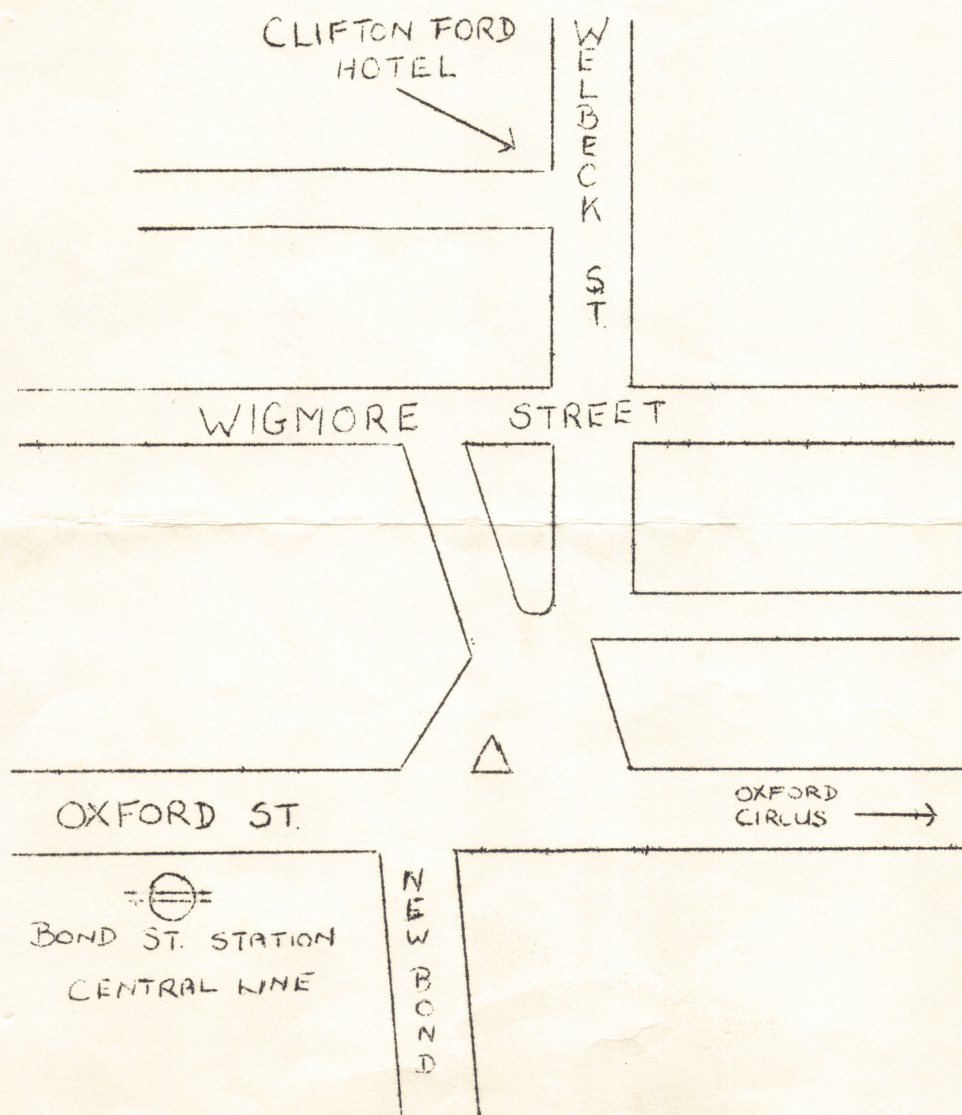 CLIFTON FORD
HOTEL
WELBECK ST.
WIGMORE STREET
OXFORD ST.
OXFORD
CIRCUS
BOND ST. STATION
CENTRAL LINE
NEW BOND